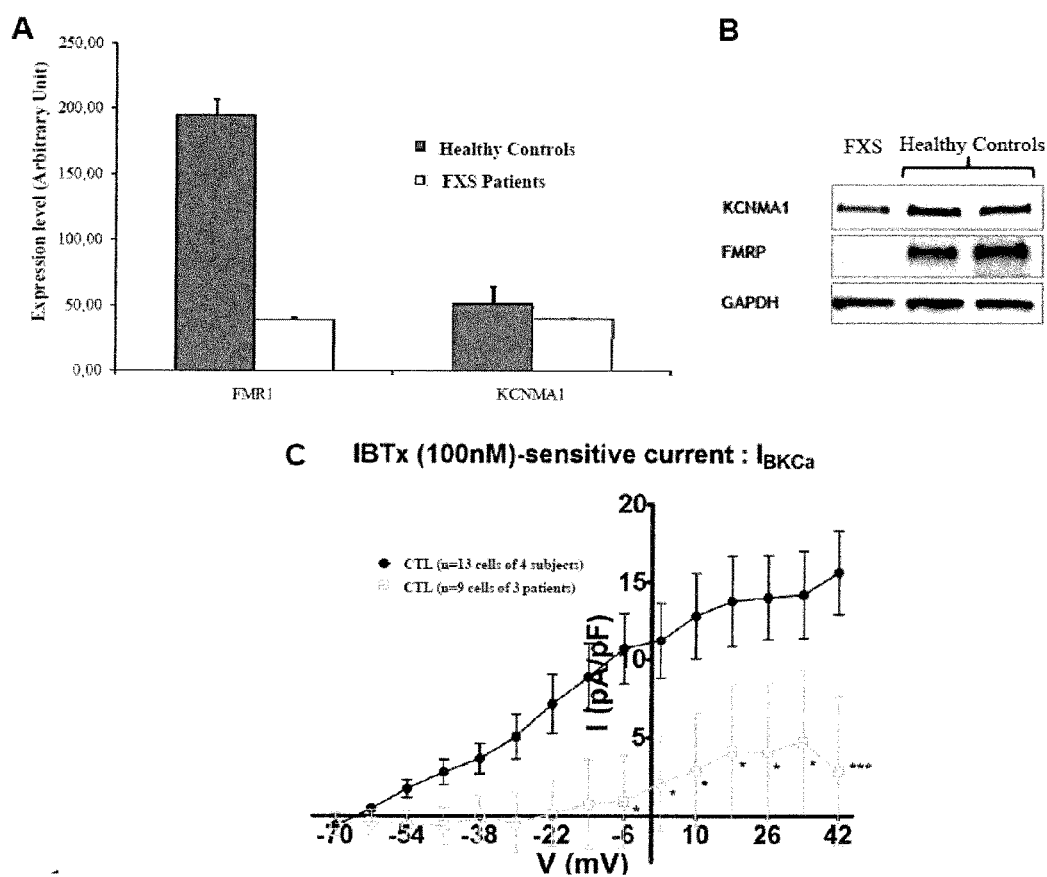 A
250,00
200,00
150,00
100,00
50,00
0,00
Expression level (Arbitrary Unit)
Healthy Controls
FXS Patients
FMR1
KCNMA1
B
FXS
Healthy Controls
KCNMA1
FMRP
GAPDH
C
IBTx (100nM)-sensitive current : IBKCa
CTL (n=13 cells of 4 subjects)
CTL (n=9 cells of 3 patients)
20
15
10
5
I (pA/pF)
* * * * * * ***
-70 -54 -38 -22 -6 10 26 42
V (mV)